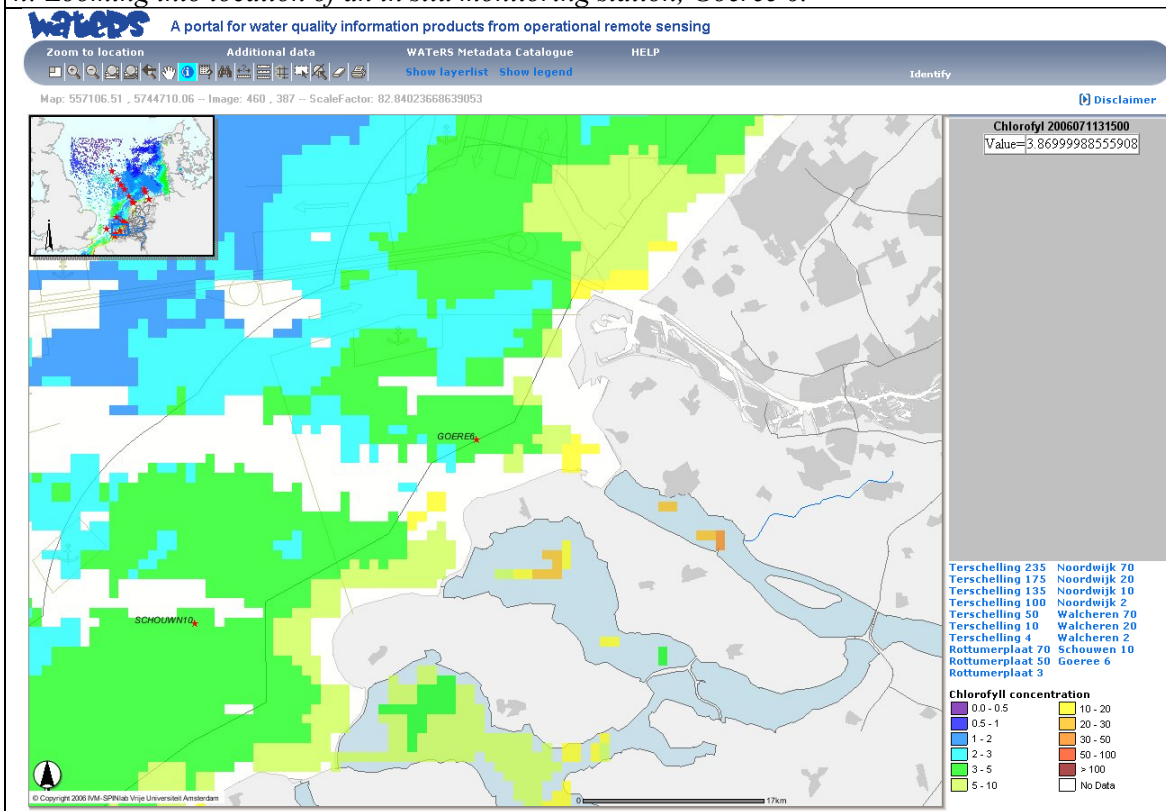 ii. Zooming into location of an in situ monitoring station, Goeree 6.
waTeRS A portal for water quality information products from operational remote sensing
Zoom to location Additional data WATeRS Metadata Catalogue HELP
Show layerlist Show legend
Identify
Map: 557106.51 , 5744710.06 -- Image: 460 , 387 -- ScaleFactor: 82.84023668639053
Disclaimer
Chlorofyl 2006071131500
Value= 3.86999988555908
GOERE6
SCHOUWN10
Terschelling 235 Noordwijk 70
Terschelling 175 Noordwijk 20
Terschelling 135 Noordwijk 10
Terschelling 100 Noordwijk 2
Terschelling 50 Walcheren 70
Terschelling 10 Walcheren 20
Terschelling 4 Walcheren 2
Rottumerplaat 70 Schouwen 10
Rottumerplaat 50 Goeree 6
Rottumerplaat 3
Chlorofyll concentration
0.0 - 0.5 10 - 20
0.5 - 1 20 - 30
1 - 2 30 - 50
2 - 3 50 - 100
3 - 5 > 100
5 - 10 No Data
© Copyright 2006 IVM-SPINlab Vrije Universiteit Amsterdam
0 17km